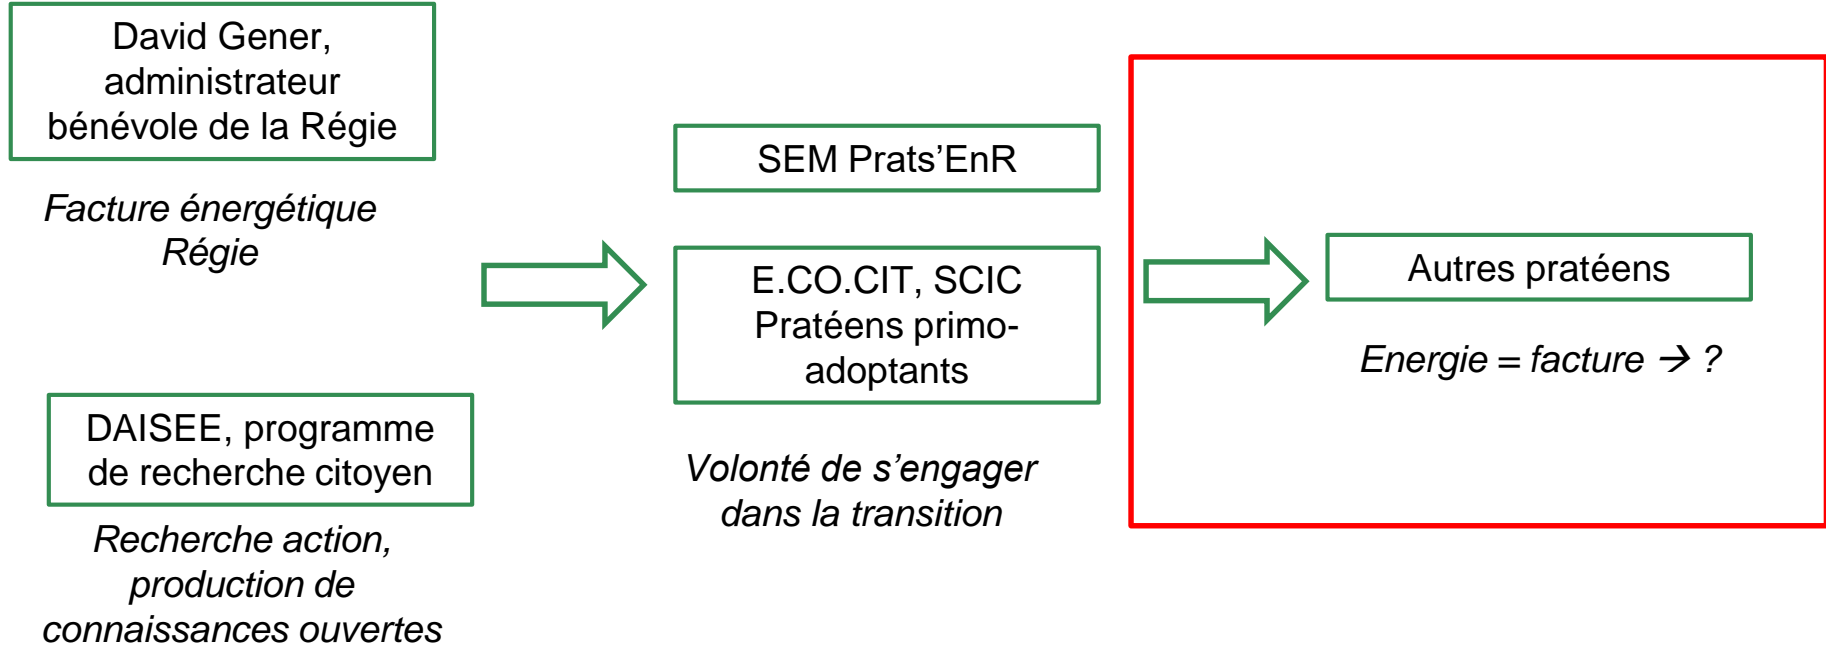 David Gener,
administrateur
bénévole de la Régie
Facture énergétique
Régie
DAISEE, programme
de recherche citoyen
Recherche action,
production de
connaissances ouvertes
SEM Prats’EnR
E.CO.CIT, SCIC
Pratéens primo-
adoptants
Volonté de s’engager
dans la transition
Autres pratéens
Energie = facture → ?